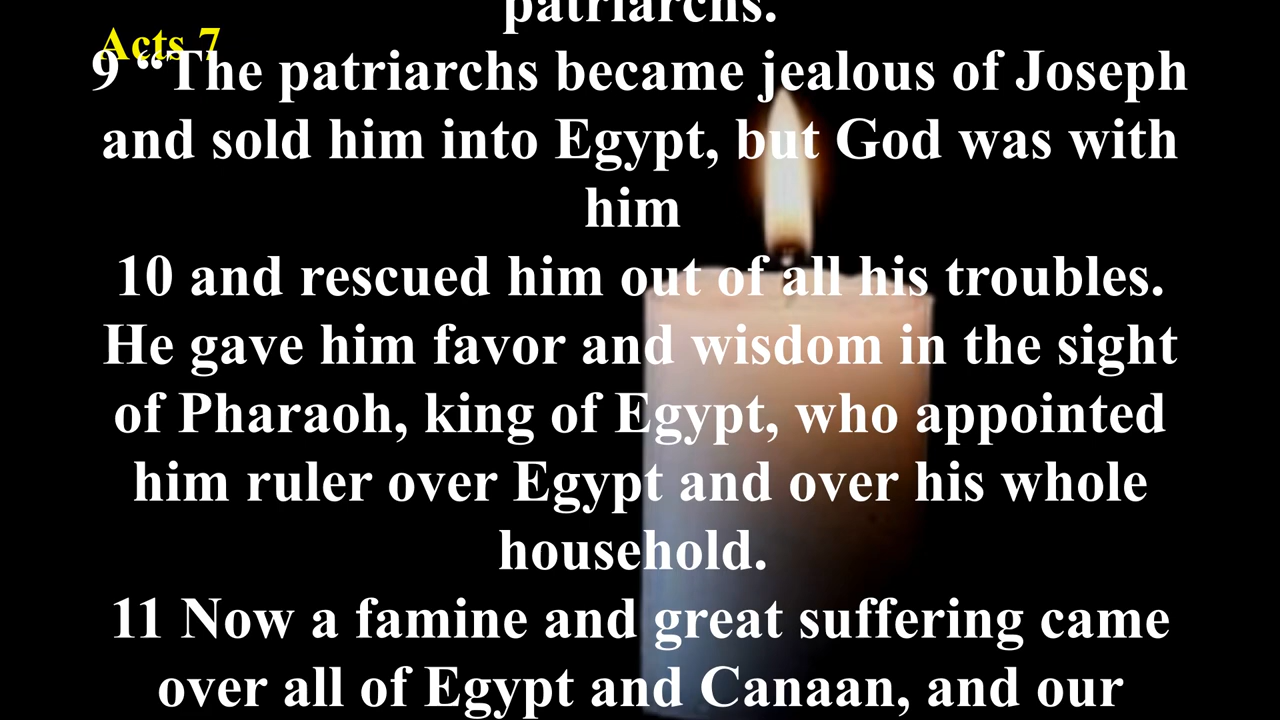 patriarchs.
Acts 7
9 “The patriarchs became jealous of Joseph
and sold him into Egypt, but God was with
him
10 and rescued him out of all his troubles.
He gave him favor and wisdom in the sight
of Pharaoh, king of Egypt, who appointed
him ruler over Egypt and over his whole
household.
11 Now a famine and great suffering came
over all of Egypt and Canaan, and our